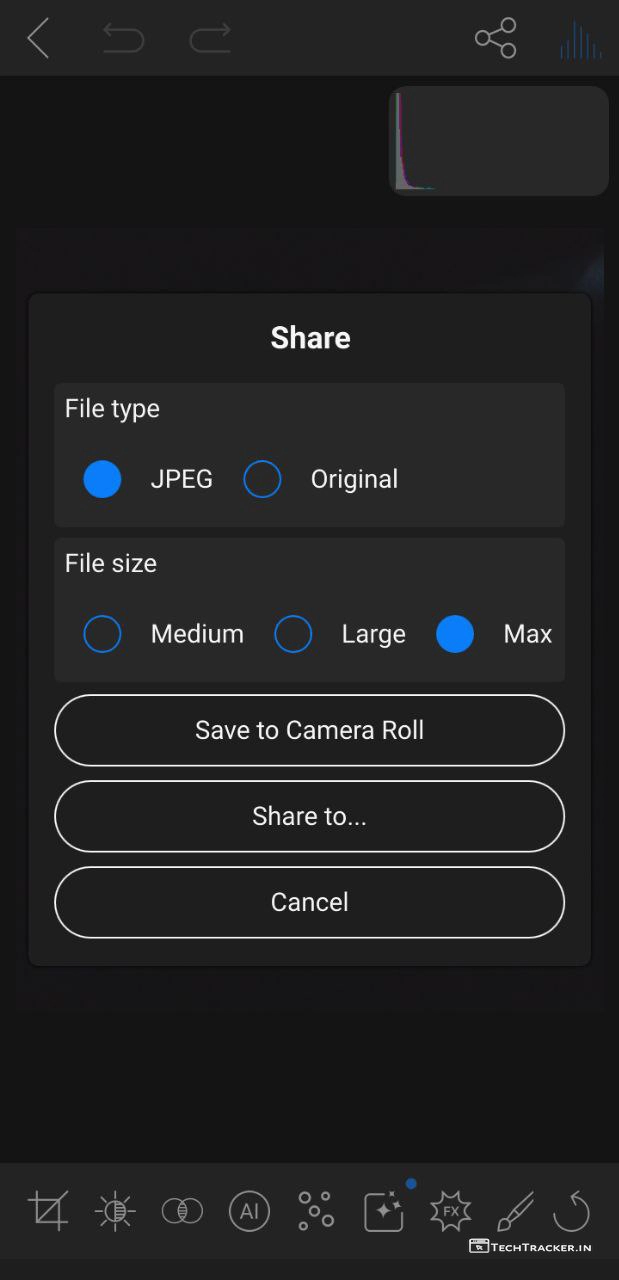 Share
File type
JPEG Original
File size
Medium Large Max
Save to Camera Roll
Share to...
Cancel
AI
FX
TECHTRACKER.IN